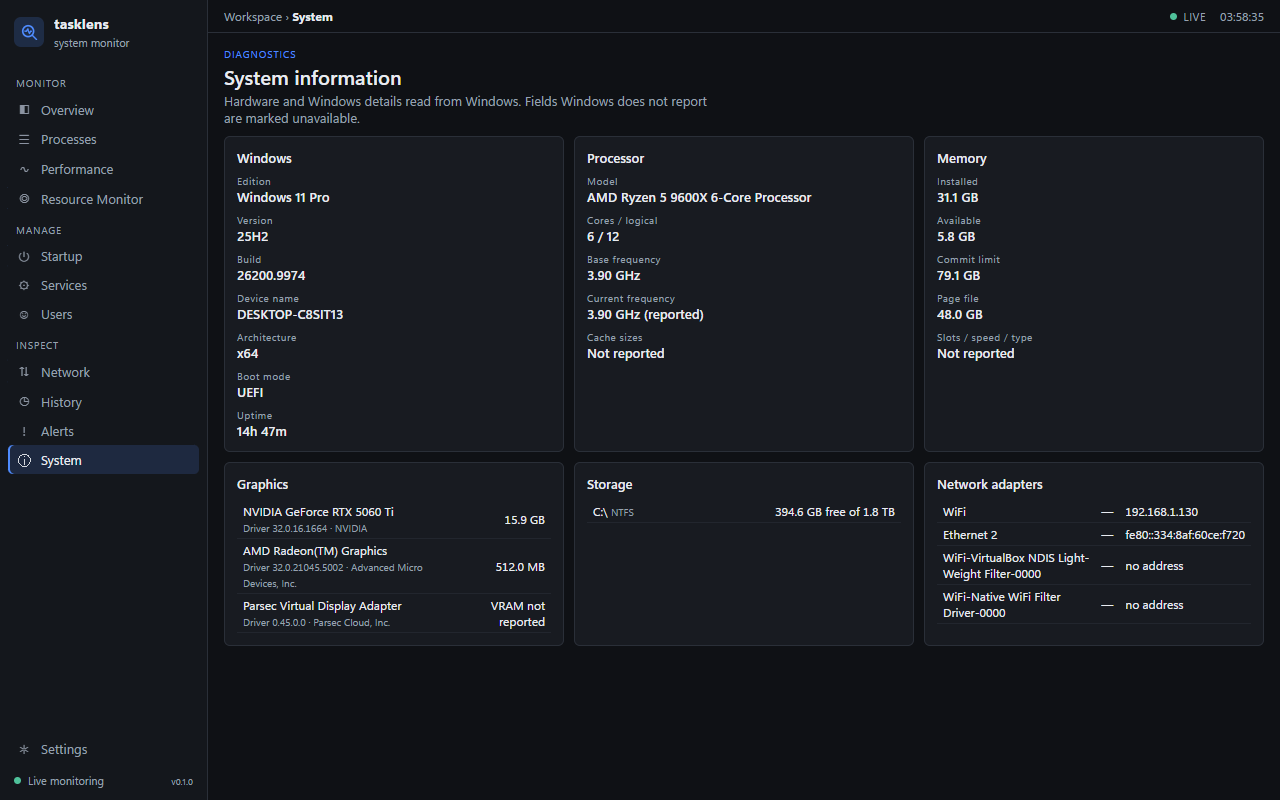 tasklens
system monitor
MONITOR
Overview
Processes
Performance
Resource Monitor
MANAGE
Startup
Services
Users
INSPECT
Network
History
Alerts
System
Settings
Live monitoring v0.1.0
Workspace › System
LIVE 03:58:35
DIAGNOSTICS
System information
Hardware and Windows details read from Windows. Fields Windows does not report
are marked unavailable.
Windows
Edition
Windows 11 Pro
Version
25H2
Build
26200.9974
Device name
DESKTOP-C8SIT13
Architecture
x64
Boot mode
UEFI
Uptime
14h 47m
Processor
Model
AMD Ryzen 5 9600X 6-Core Processor
Cores / logical
6 / 12
Base frequency
3.90 GHz
Current frequency
3.90 GHz (reported)
Cache sizes
Not reported
Memory
Installed
31.1 GB
Available
5.8 GB
Commit limit
79.1 GB
Page file
48.0 GB
Slots / speed / type
Not reported
Graphics
NVIDIA GeForce RTX 5060 Ti
Driver 32.0.16.1664 · NVIDIA
15.9 GB
AMD Radeon(TM) Graphics
Driver 32.0.21045.5002 · Advanced Micro
Devices, Inc.
512.0 MB
Parsec Virtual Display Adapter
Driver 0.45.0.0 · Parsec Cloud, Inc.
VRAM not
reported
Storage
C:\ NTFS 394.6 GB free of 1.8 TB
Network adapters
WiFi — 192.168.1.130
Ethernet 2 — fe80::334:8af:60ce:f720
WiFi-VirtualBox NDIS Light-
Weight Filter-0000
— no address
WiFi-Native WiFi Filter
Driver-0000
— no address